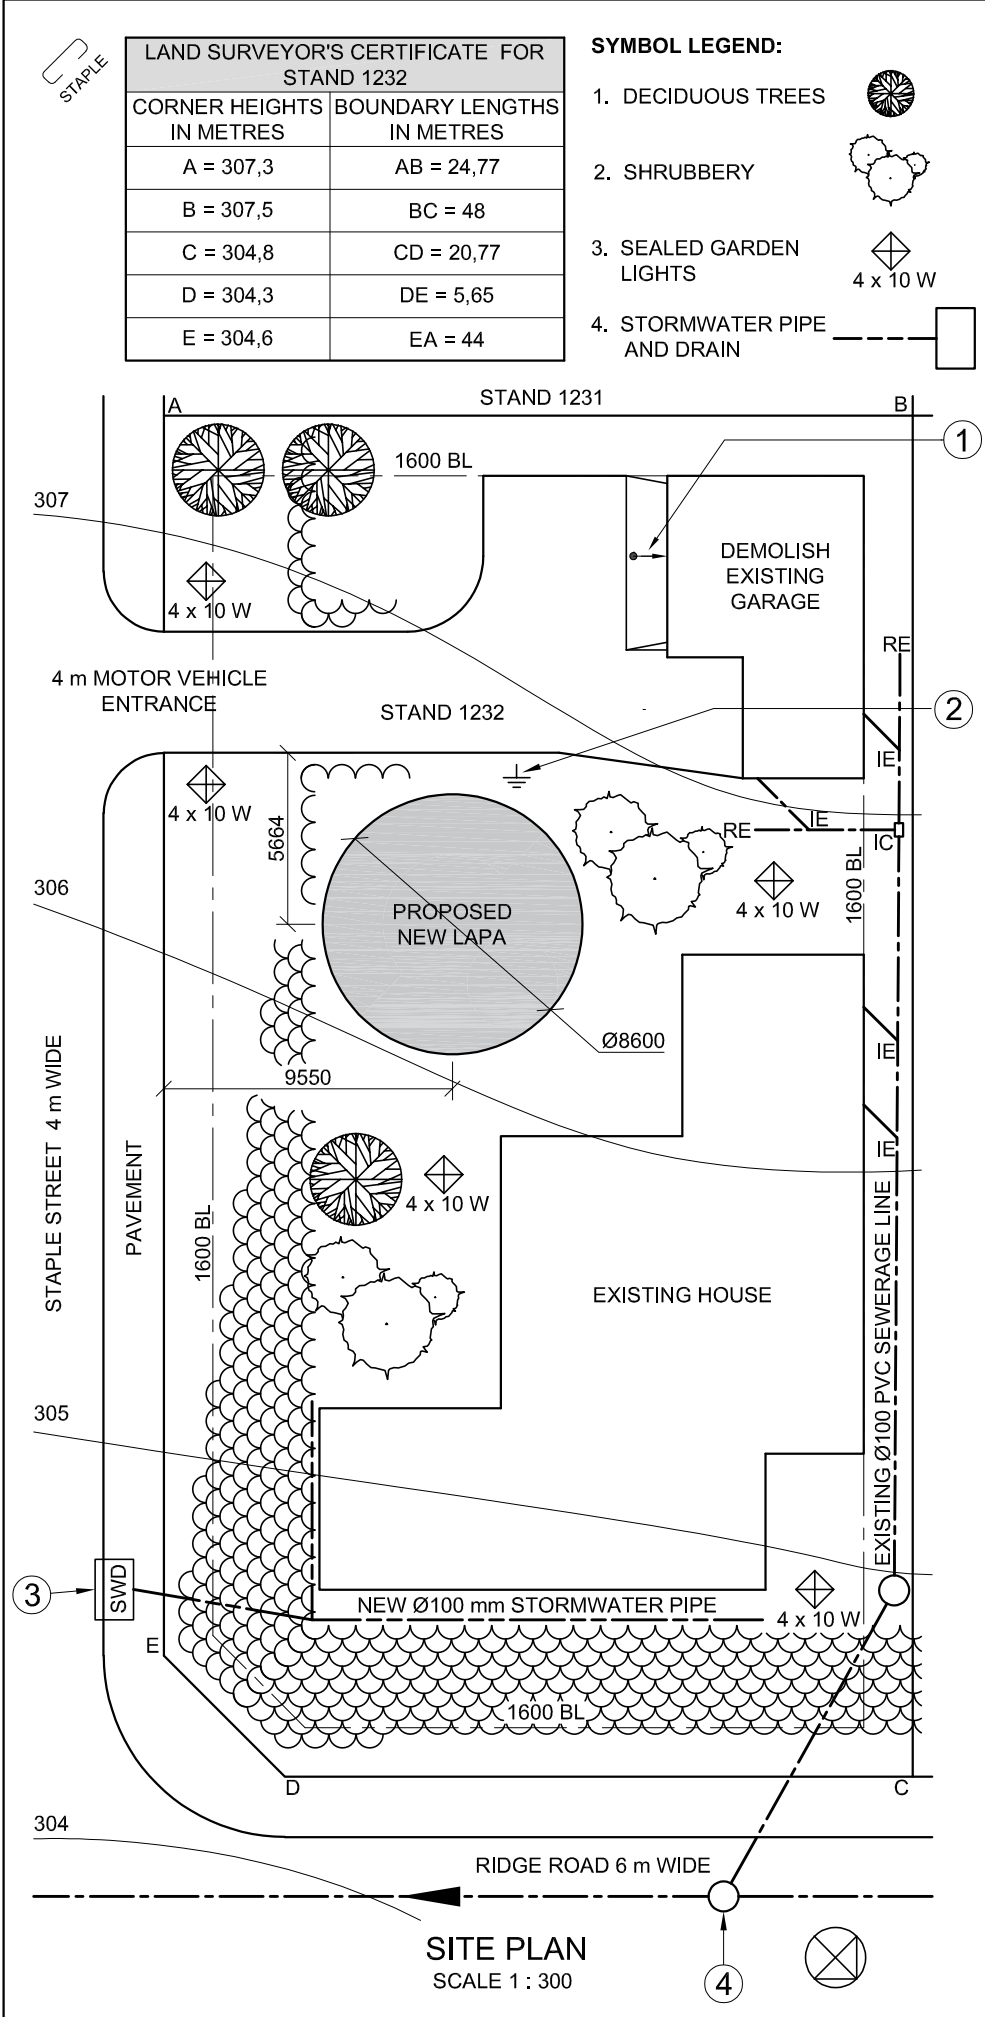 STAPLE
LAND SURVEYOR'S CERTIFICATE FOR
STAND 1232
CORNER HEIGHTS
IN METRES
BOUNDARY LENGTHS
IN METRES
A = 307,3
AB = 24,77
B = 307,5
BC = 48
C = 304,8
CD = 20,77
D = 304,3
DE = 5,65
E = 304,6
EA = 44
SYMBOL LEGEND:
1. DECIDUOUS TREES
2. SHRUBBERY
3. SEALED GARDEN
LIGHTS
4 x 10 W
4. STORMWATER PIPE
AND DRAIN
STAND 1231
A
B
1
1600 BL
307
DEMOLISH
EXISTING
GARAGE
4 x 10 W
RE
4 m MOTOR VEHICLE
ENTRANCE
STAND 1232
2
IE
4 x 10 W
IE
RE
IC
5664
306
4 x 10 W
1600 BL
PROPOSED
NEW LAPA
Ø8600
IE
9550
STAPLE STREET 4 m WIDE
PAVEMENT
IE
4 x 10 W
1600 BL
EXISTING HOUSE
EXISTING Ø100 PVC SEWERAGE LINE
305
SWD
3
NEW Ø100 mm STORMWATER PIPE
4 x 10 W
E
1600 BL
D
C
304
RIDGE ROAD 6 m WIDE
SITE PLAN
SCALE 1 : 300
4